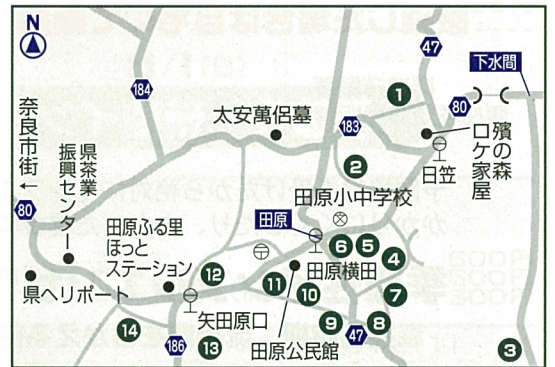 N
47
下水間
1
80
184
太安萬侶墓
183
殯の森
ロケ家屋
奈良市街
←
80
県茶業
振興センター
2
日笠
田原小中学校
田原
田原ふる里
ほっと
ステーション
6
5
4
12
田原横田
県ヘリポート
11
10
7
矢田原口
田原公民館
9
8
14
186
13
47
3